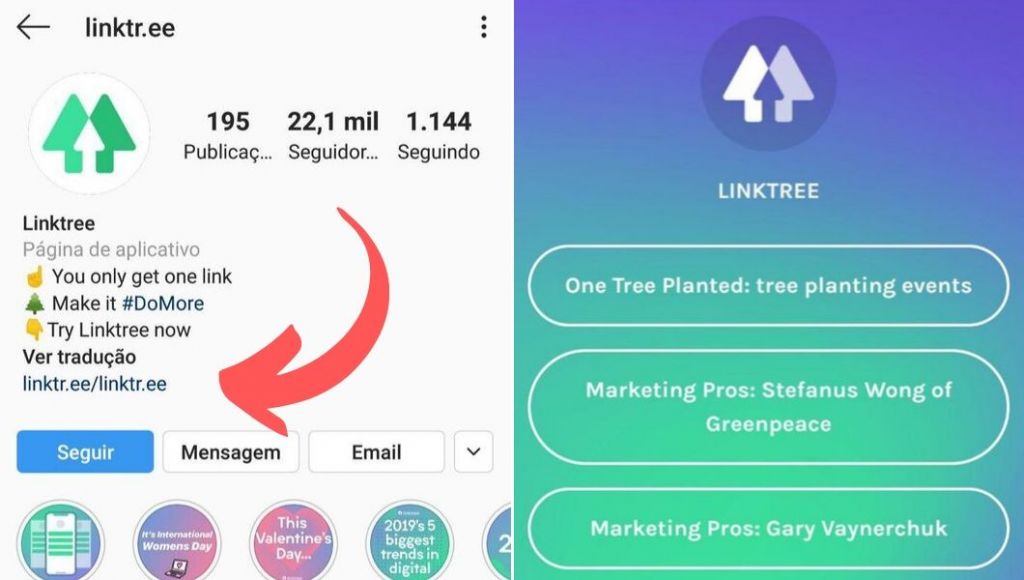 linktr.ee
195 22,1 mil 1.144
Publicaç... Seguidor... Seguindo
Linktree
Página de aplicativo
☝️ You only get one link
🌲 Make it #DoMore
👇Try Linktree now
Ver tradução
linktr.ee/linktr.ee
Seguir Mensagem Email
It's International
Womens Day
This
Valentine's
Day...
2019's 5
biggest
trends in
digital
2
LINKTREE
One Tree Planted: tree planting events
Marketing Pros: Stefanus Wong of
Greenpeace
Marketing Pros: Gary Vaynerchuk